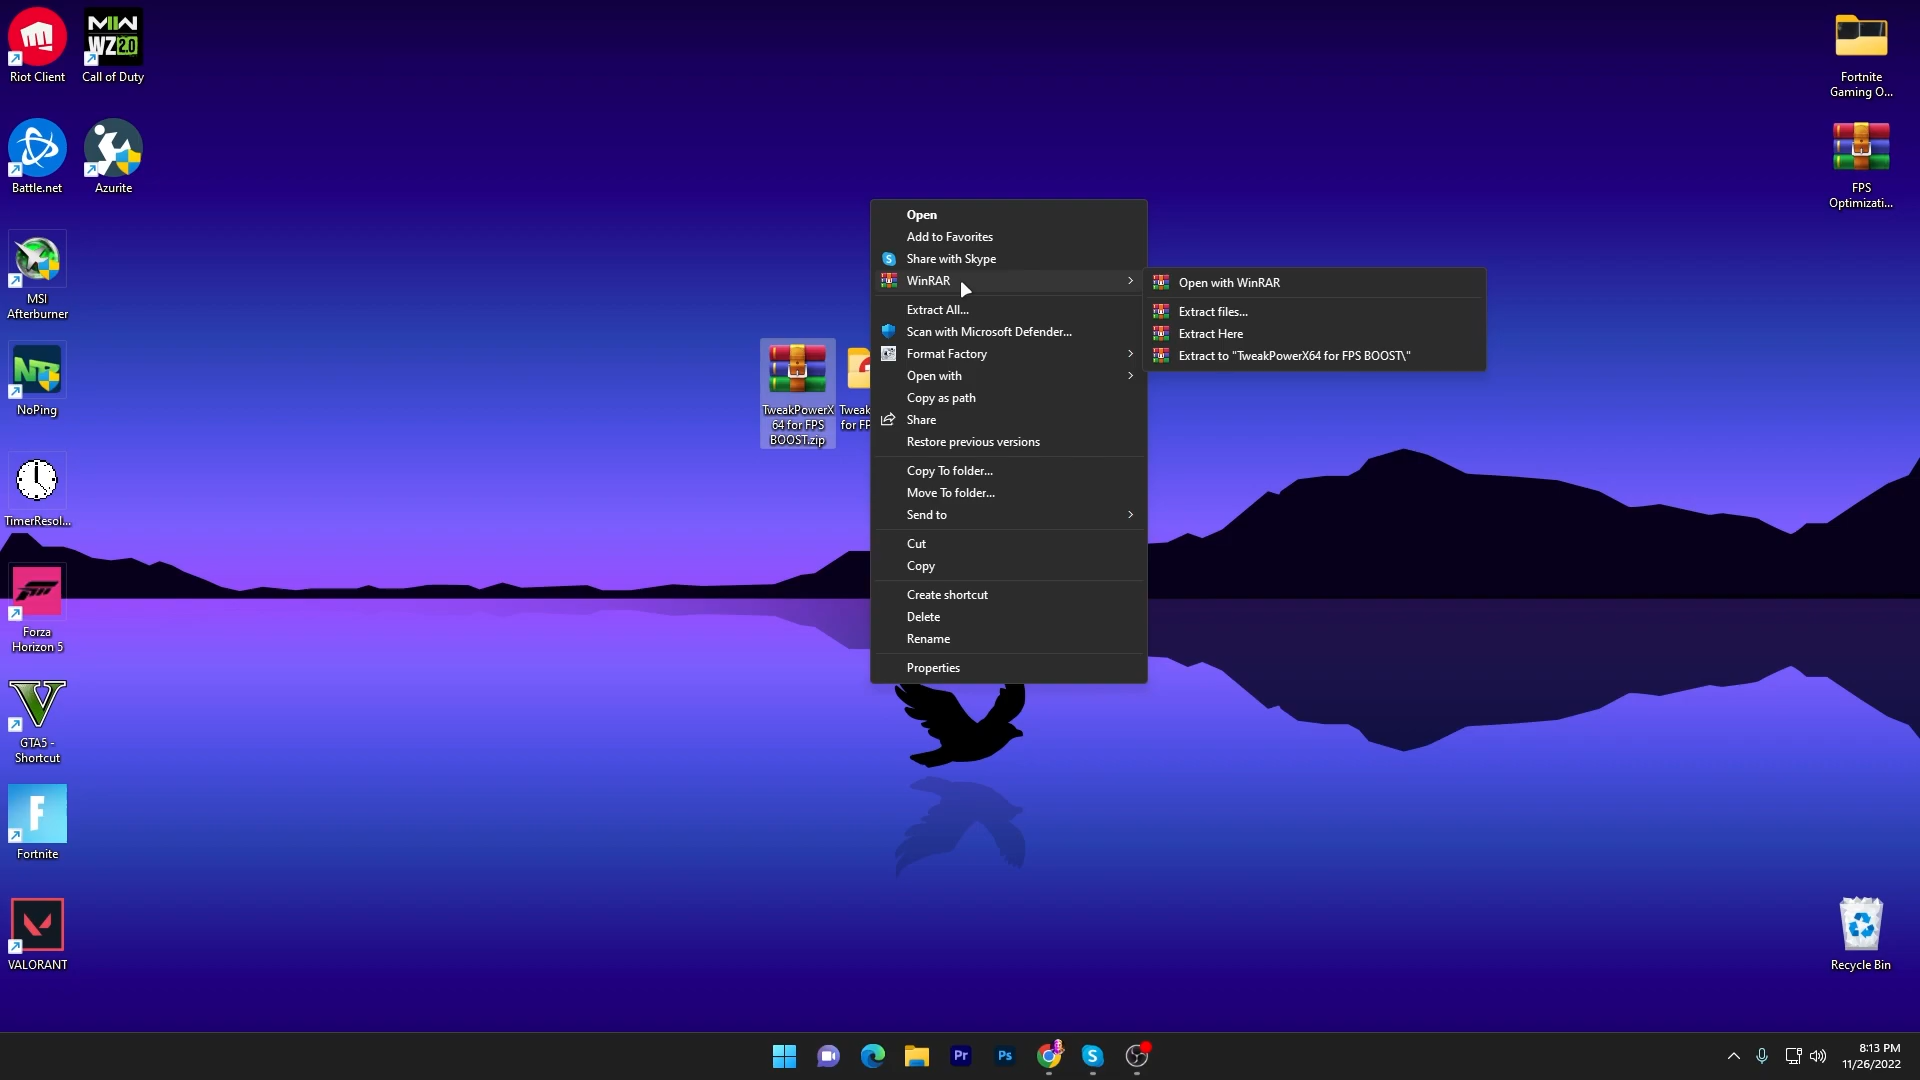 Riot Client
MW
WZ2.0
Call of Duty
Battle.net
Azurite
MSI
Afterburner
NoPing
TimerResol...
Forza
Horizon 5
GTA5 -
Shortcut
F
Fortnite
VALORANT
TweakPowerX
64 for FPS
BOOST.zip
Tweak
for FP
Open
Add to Favorites
Share with Skype
WinRAR
Extract All...
Scan with Microsoft Defender...
Format Factory
Open with
Copy as path
Share
Restore previous versions
Copy To folder...
Move To folder...
Send to
Cut
Copy
Create shortcut
Delete
Rename
Properties
Open with WinRAR
Extract files...
Extract Here
Extract to "TweakPowerX64 for FPS BOOST\"
Fortnite
Gaming O...
FPS
Optimizati...
Recycle Bin
Pr
Ps
8:13 PM
11/26/2022